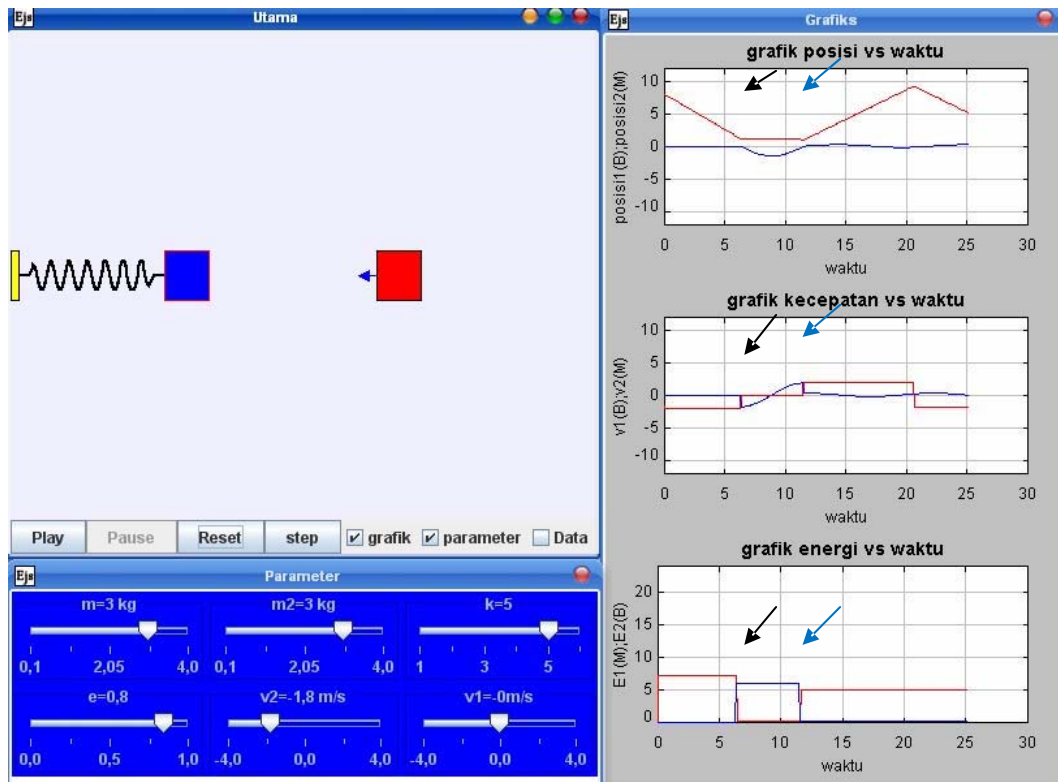 Ejs Utama
Play Pause Reset step grafik parameter Data
Ejs Parameter
m=3 kg m2=3 kg k=5
0,1 2,05 4,0 0,1 2,05 4,0 1 3 5
e=0,8 v2=-1,8 m/s v1=-0m/s
0,0 0,5 1,0 -4,0 0,0 4,0 -4,0 0,0 4,0
Ejs Grafiks
grafik posisi vs waktu
posisi1(B);posisi2(M)
10
5
0
-5
-10
0 5 10 15 20 25 30
waktu
grafik kecepatan vs waktu
v1(B);v2(M)
10
5
0
-5
-10
0 5 10 15 20 25 30
waktu
grafik energi vs waktu
E1(M);E2(B)
20
15
10
5
0
0 5 10 15 20 25 30
waktu